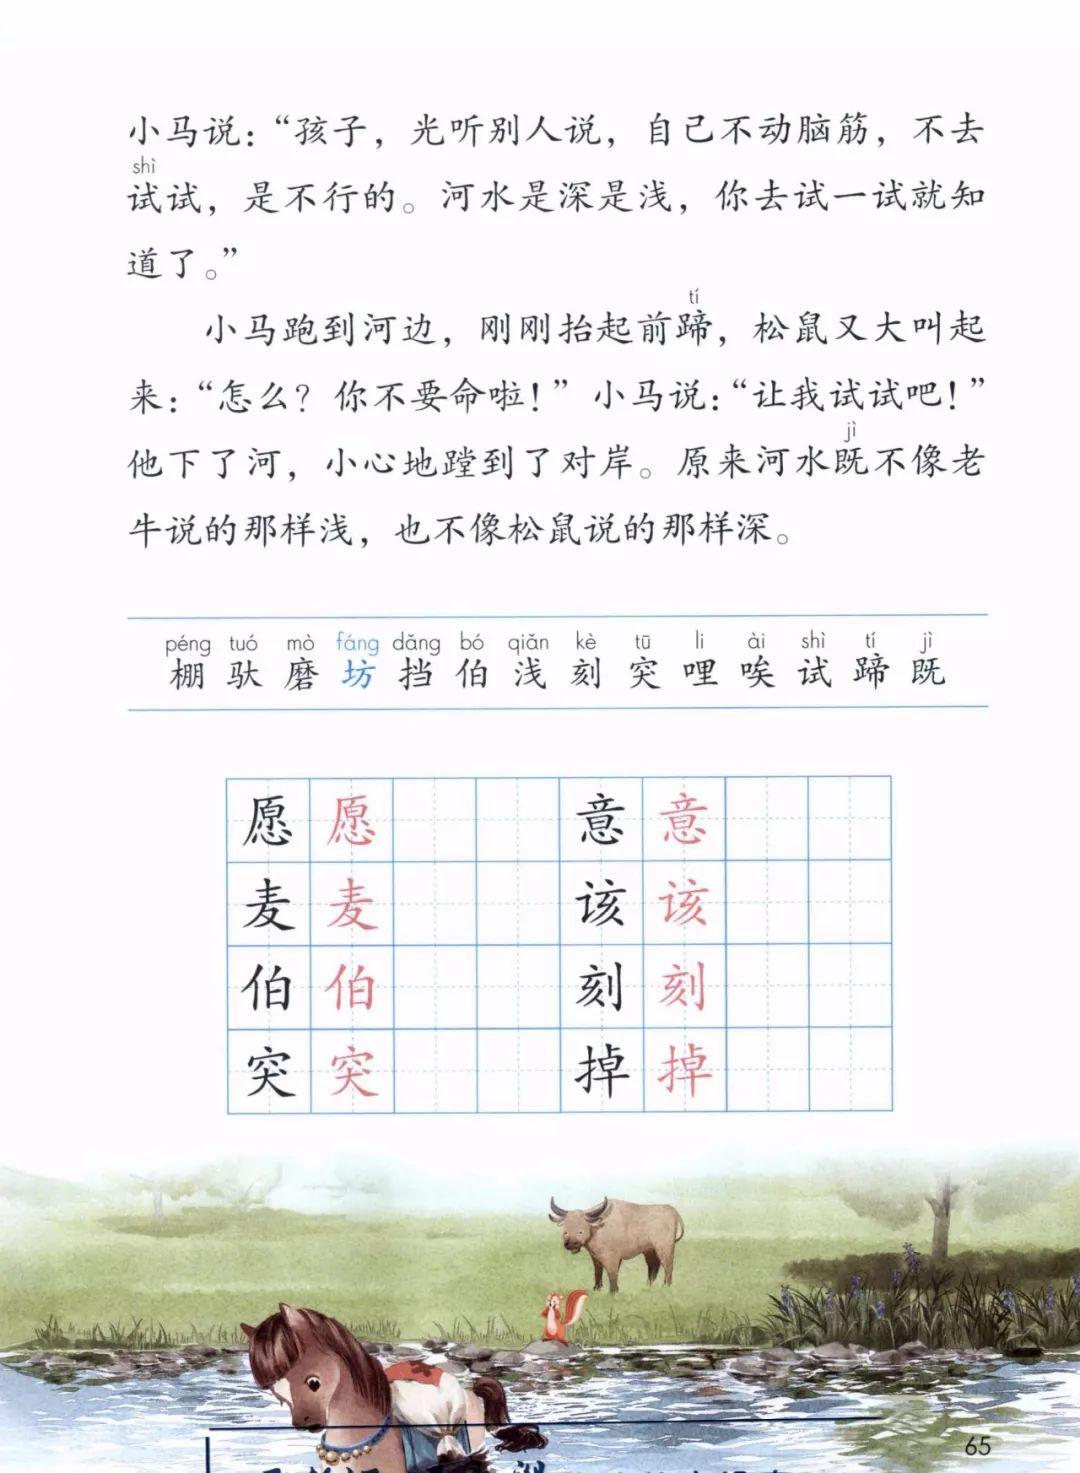 小马说：“孩子，光听别人说，自己不动脑筋，不去
shì
试试，是不行的。河水是深是浅，你去试一试就知
道了。”
tí
小马跑到河边，刚刚抬起前蹄，松鼠又大叫起
来：“怎么？你不要命啦！”小马说：“让我试试吧！”
jì
他下了河，小心地蹚到了对岸。原来河水既不像老
牛说的那样浅，也不像松鼠说的那样深。
péng tuó mò fáng dǎng bó qiǎn kè tū li ài shì tí jì
棚 驮 磨 坊 挡 伯 浅 刻 突 哩 唉 试 蹄 既
愿 愿 意 意
麦 麦 该 该
伯 伯 刻 刻
突 突 掉 掉
65